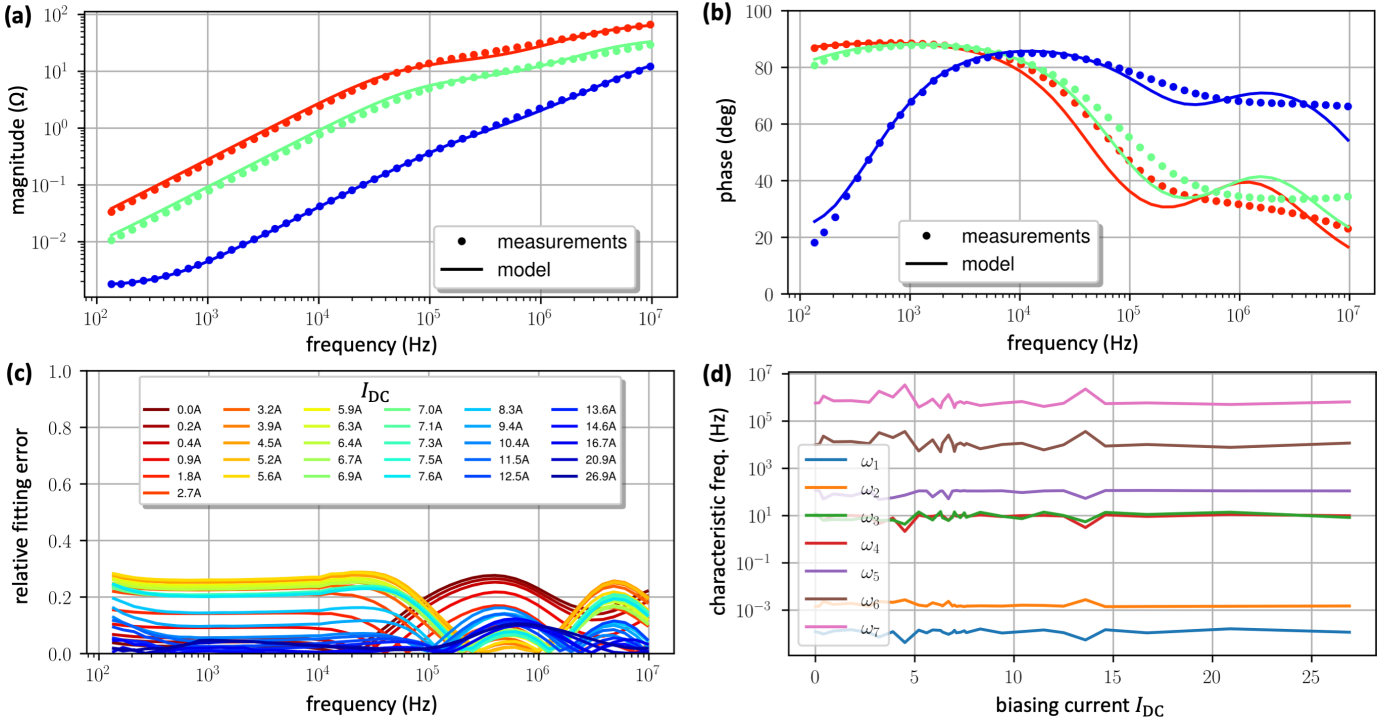 (a)
magnitude (Ω)
10²
10¹
10⁰
10⁻¹
10⁻²
measurements
model
10² 10³ 10⁴ 10⁵ 10⁶ 10⁷
frequency (Hz)
(b)
phase (deg)
100
80
60
40
20
0
measurements
model
10² 10³ 10⁴ 10⁵ 10⁶ 10⁷
frequency (Hz)
(c)
relative fitting error
1.0
0.8
0.6
0.4
0.2
0.0
I_DC
0.0A 3.2A 5.9A 7.0A 8.3A 13.6A
0.2A 3.9A 6.3A 7.1A 9.4A 14.6A
0.4A 4.5A 6.4A 7.3A 10.4A 16.7A
0.9A 5.2A 6.7A 7.5A 11.5A 20.9A
1.8A 5.6A 6.9A 7.6A 12.5A 26.9A
2.7A
10² 10³ 10⁴ 10⁵ 10⁶ 10⁷
frequency (Hz)
(d)
characteristic freq. (Hz)
10⁷
10⁵
10³
10¹
10⁻¹
10⁻³
ω₁
ω₂
ω₃
ω₄
ω₅
ω₆
ω₇
0 5 10 15 20 25
biasing current I_DC